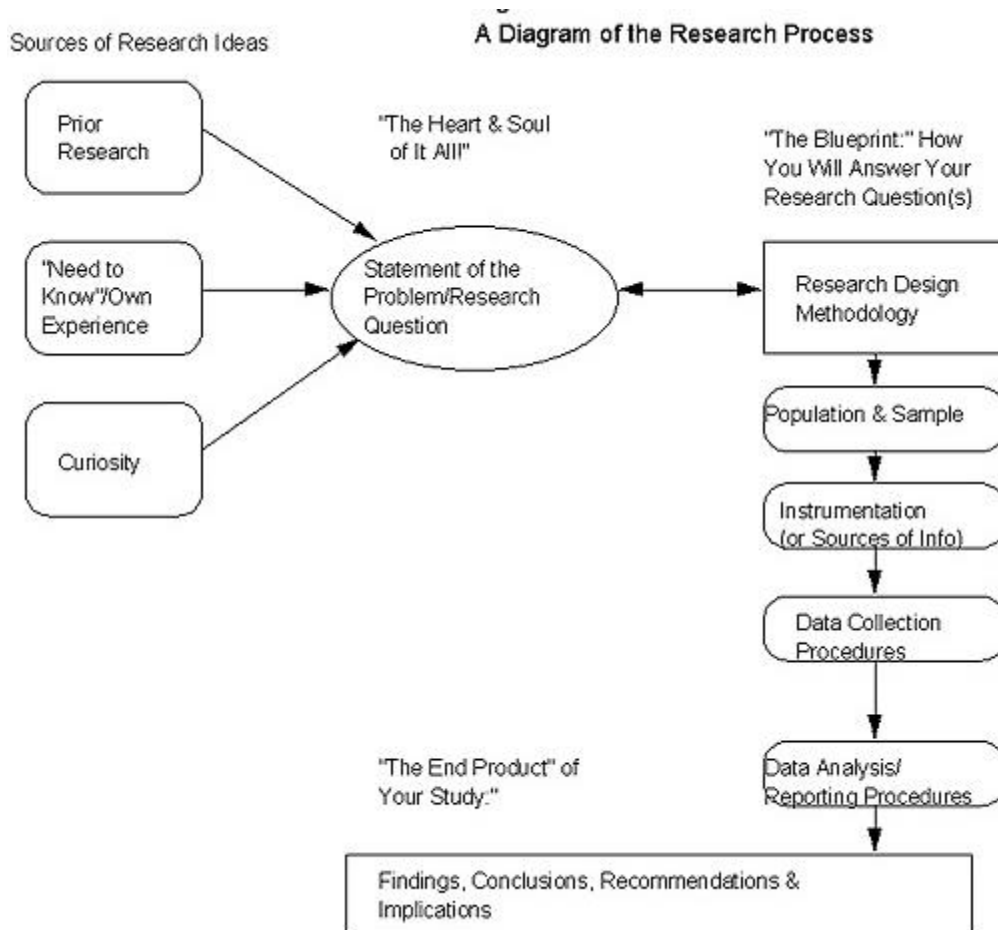 A Diagram of the Research Process
Sources of Research Ideas
Prior
Research
"Need to
Know"/Own
Experience
Curiosity
"The Heart & Soul
of It All!"
Statement of the
Problem/Research
Question
"The Blueprint:" How
You Will Answer Your
Research Question(s)
Research Design
Methodology
Population & Sample
Instrumentation
(or Sources of Info)
Data Collection
Procedures
Data Analysis/
Reporting Procedures
"The End Product" of
Your Study:"
Findings, Conclusions, Recommendations &
Implications